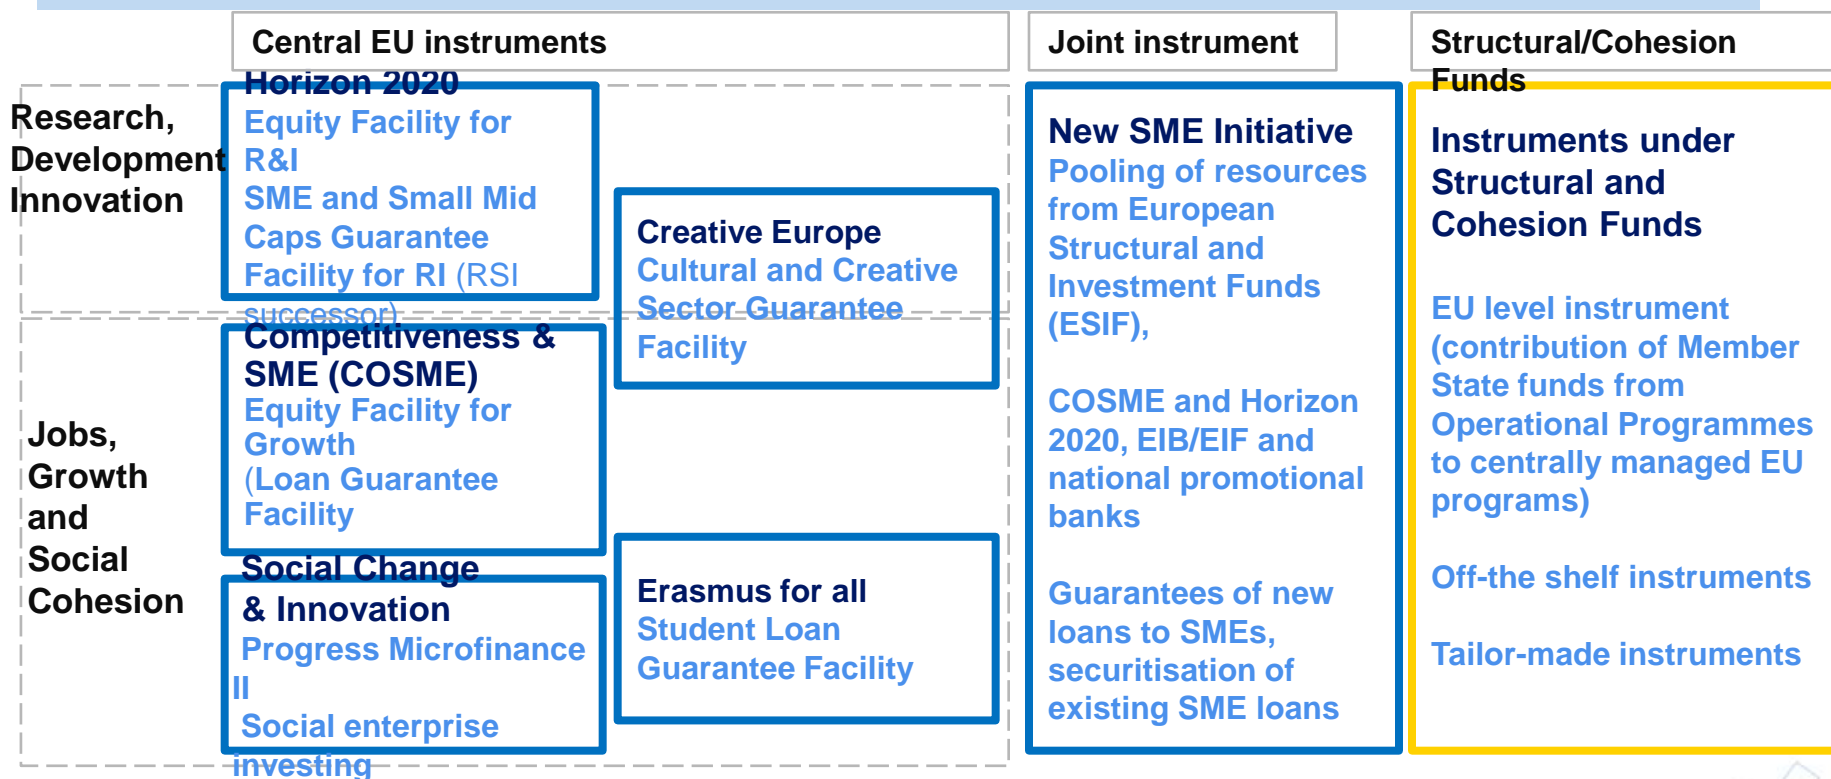 Central EU instruments
Joint instrument
Structural/Cohesion
Funds
Research,
Development
Innovation
Horizon 2020
Equity Facility for
R&I
SME and Small Mid
Caps Guarantee
Facility for RI (RSI
successor)
Creative Europe
Cultural and Creative
Sector Guarantee
Facility
Jobs,
Growth
and
Social
Cohesion
Competitiveness &
SME (COSME)
Equity Facility for
Growth
(Loan Guarantee
Facility
Social Change
& Innovation
Progress Microfinance
II
Social enterprise
investing
Erasmus for all
Student Loan
Guarantee Facility
New SME Initiative
Pooling of resources
from European
Structural and
Investment Funds
(ESIF),
COSME and Horizon
2020, EIB/EIF and
national promotional
banks
Guarantees of new
loans to SMEs,
securitisation of
existing SME loans
Instruments under
Structural and
Cohesion Funds
EU level instrument
(contribution of Member
State funds from
Operational Programmes
to centrally managed EU
programs)
Off-the shelf instruments
Tailor-made instruments